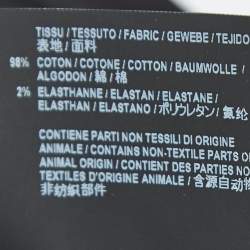 TISSU / TESSUTO / FABRIC / GEWEBE / TEJIDO
表地 / 面料
98% COTON / COTONE / COTTON / BAUMWOLLE /
ALGODON / 綿 / 棉
2% ELASTHANNE / ELASTAN / ELASTANE /
ELASTHAN / ELASTANO / ポリウレタン / 氨纶
CONTIENE PARTI NON TESSILI DI ORIGINE
ANIMALE / CONTAINS NON-TEXTILE PARTS OF
ANIMAL ORIGIN / CONTIENT DES PARTIES NO
TEXTILES D'ORIGINE ANIMALE / 含源自动物
非纺织部件